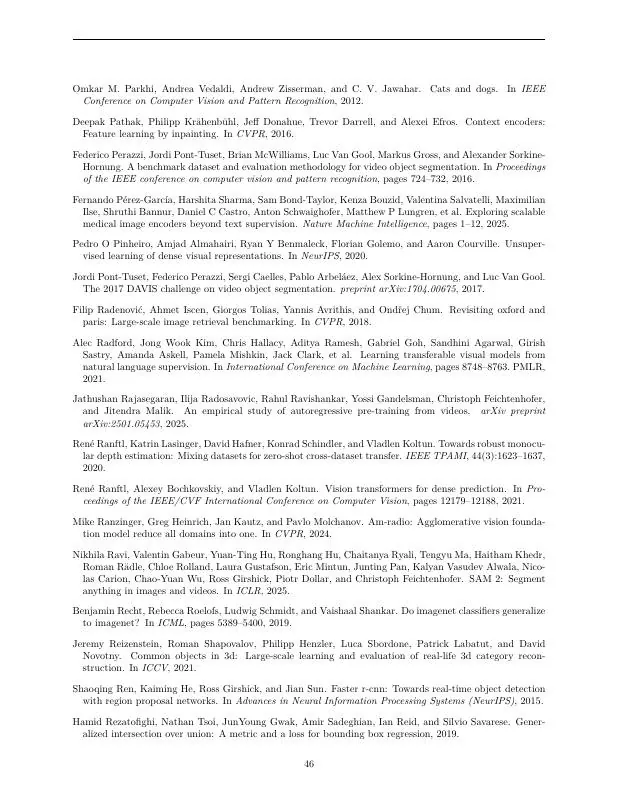 Omkar M. Parkhi, Andrea Vedaldi, Andrew Zisserman, and C. V. Jawahar. Cats and dogs. In IEEE
Conference on Computer Vision and Pattern Recognition, 2012.
Deepak Pathak, Philipp Krähenbühl, Jeff Donahue, Trevor Darrell, and Alexei Efros. Context encoders:
Feature learning by inpainting. In CVPR, 2016.
Federico Perazzi, Jordi Pont-Tuset, Brian McWilliams, Luc Van Gool, Markus Gross, and Alexander Sorkine-
Hornung. A benchmark dataset and evaluation methodology for video object segmentation. In Proceedings
of the IEEE conference on computer vision and pattern recognition, pages 724–732, 2016.
Fernando Pérez-García, Harshita Sharma, Sam Bond-Taylor, Kenza Bouzid, Valentina Salvatelli, Maximilian
Ilse, Shruthi Bannur, Daniel C Castro, Anton Schwaighofer, Matthew P Lungren, et al. Exploring scalable
medical image encoders beyond text supervision. Nature Machine Intelligence, pages 1–12, 2025.
Pedro O Pinheiro, Amjad Almahairi, Ryan Y Benmaleck, Florian Golemo, and Aaron Courville. Unsuper-
vised learning of dense visual representations. In NeurIPS, 2020.
Jordi Pont-Tuset, Federico Perazzi, Sergi Caelles, Pablo Arbeláez, Alex Sorkine-Hornung, and Luc Van Gool.
The 2017 DAVIS challenge on video object segmentation. preprint arXiv:1704.00675, 2017.
Filip Radenović, Ahmet Iscen, Giorgos Tolias, Yannis Avrithis, and Ondřej Chum. Revisiting oxford and
paris: Large-scale image retrieval benchmarking. In CVPR, 2018.
Alec Radford, Jong Wook Kim, Chris Hallacy, Aditya Ramesh, Gabriel Goh, Sandhini Agarwal, Girish
Sastry, Amanda Askell, Pamela Mishkin, Jack Clark, et al. Learning transferable visual models from
natural language supervision. In International Conference on Machine Learning, pages 8748–8763. PMLR,
2021.
Jathushan Rajasegaran, Ilija Radosavovic, Rahul Ravishankar, Yossi Gandelsman, Christoph Feichtenhofer,
and Jitendra Malik. An empirical study of autoregressive pre-training from videos. arXiv preprint
arXiv:2501.05453, 2025.
René Ranftl, Katrin Lasinger, David Hafner, Konrad Schindler, and Vladlen Koltun. Towards robust monocu-
lar depth estimation: Mixing datasets for zero-shot cross-dataset transfer. IEEE TPAMI, 44(3):1623–1637,
2020.
René Ranftl, Alexey Bochkovskiy, and Vladlen Koltun. Vision transformers for dense prediction. In Pro-
ceedings of the IEEE/CVF International Conference on Computer Vision, pages 12179–12188, 2021.
Mike Ranzinger, Greg Heinrich, Jan Kautz, and Pavlo Molchanov. Am-radio: Agglomerative vision founda-
tion model reduce all domains into one. In CVPR, 2024.
Nikhila Ravi, Valentin Gabeur, Yuan-Ting Hu, Ronghang Hu, Chaitanya Ryali, Tengyu Ma, Haitham Khedr,
Roman Rädle, Chloe Rolland, Laura Gustafson, Eric Mintun, Junting Pan, Kalyan Vasudev Alwala, Nico-
las Carion, Chao-Yuan Wu, Ross Girshick, Piotr Dollar, and Christoph Feichtenhofer. SAM 2: Segment
anything in images and videos. In ICLR, 2025.
Benjamin Recht, Rebecca Roelofs, Ludwig Schmidt, and Vaishaal Shankar. Do imagenet classifiers generalize
to imagenet? In ICML, pages 5389–5400, 2019.
Jeremy Reizenstein, Roman Shapovalov, Philipp Henzler, Luca Sbordone, Patrick Labatut, and David
Novotny. Common objects in 3d: Large-scale learning and evaluation of real-life 3d category recon-
struction. In ICCV, 2021.
Shaoqing Ren, Kaiming He, Ross Girshick, and Jian Sun. Faster r-cnn: Towards real-time object detection
with region proposal networks. In Advances in Neural Information Processing Systems (NeurIPS), 2015.
Hamid Rezatofighi, Nathan Tsoi, JunYoung Gwak, Amir Sadeghian, Ian Reid, and Silvio Savarese. Gener-
alized intersection over union: A metric and a loss for bounding box regression, 2019.
46